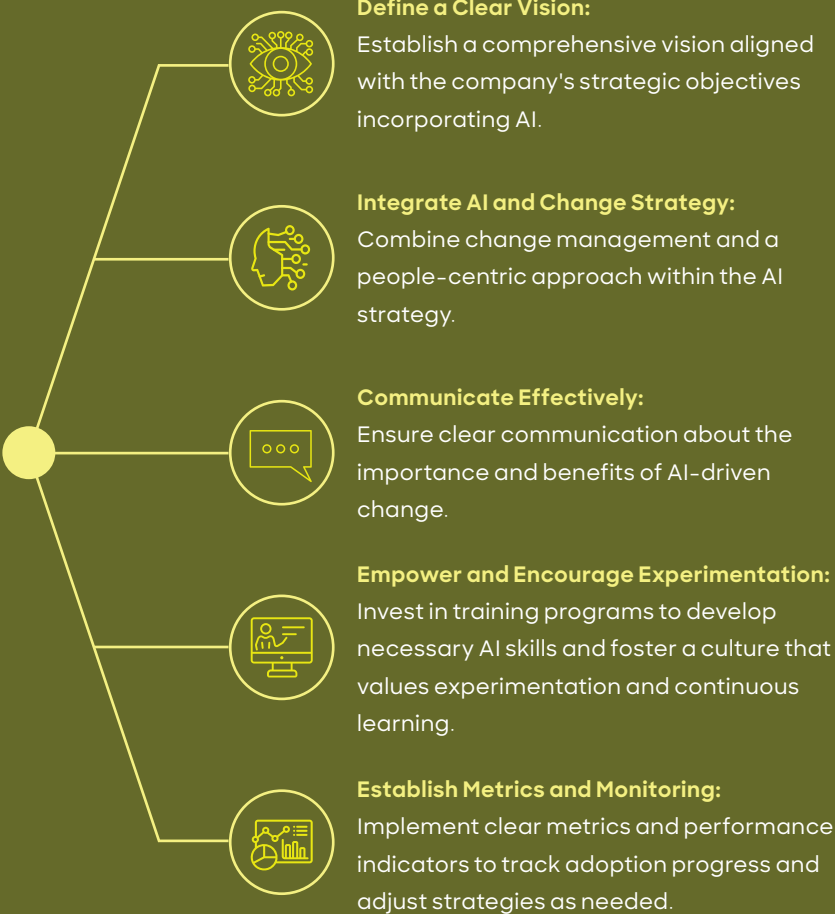 Define a Clear Vision:
Establish a comprehensive vision aligned
with the company's strategic objectives
incorporating AI.
Integrate AI and Change Strategy:
Combine change management and a
people-centric approach within the AI
strategy.
Communicate Effectively:
Ensure clear communication about the
importance and benefits of AI-driven
change.
Empower and Encourage Experimentation:
Invest in training programs to develop
necessary AI skills and foster a culture that
values experimentation and continuous
learning.
Establish Metrics and Monitoring:
Implement clear metrics and performance
indicators to track adoption progress and
adjust strategies as needed.